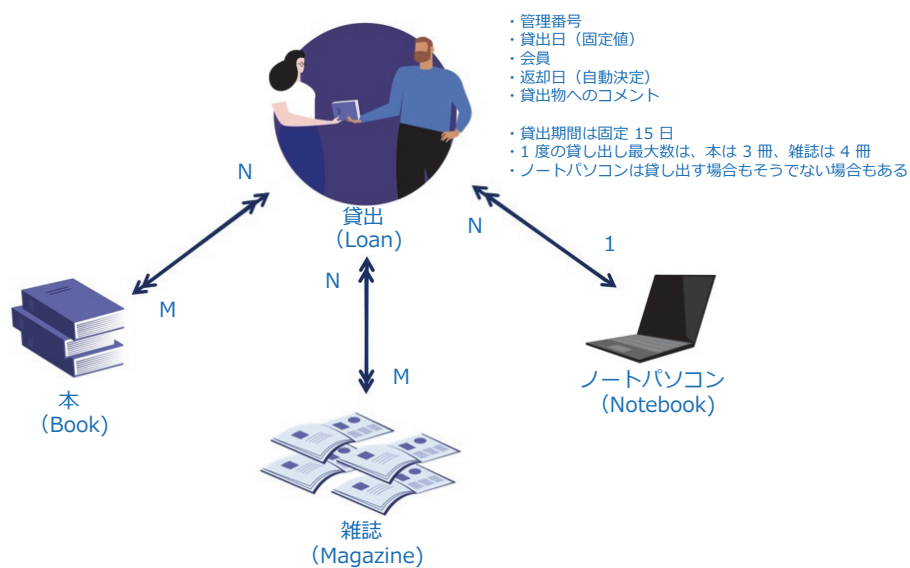 ・管理番号
・貸出日（固定値）
・会員
・返却日（自動決定）
・貸出物へのコメント
・貸出期間は固定 15 日
・1 度の貸し出し最大数は、本は 3 冊、雑誌は 4 冊
・ノートパソコンは貸し出す場合もそうでない場合もある
N
貸出
（Loan)
N
N
1
M
M
本
（Book)
ノートパソコン
（Notebook)
雑誌
（Magazine)